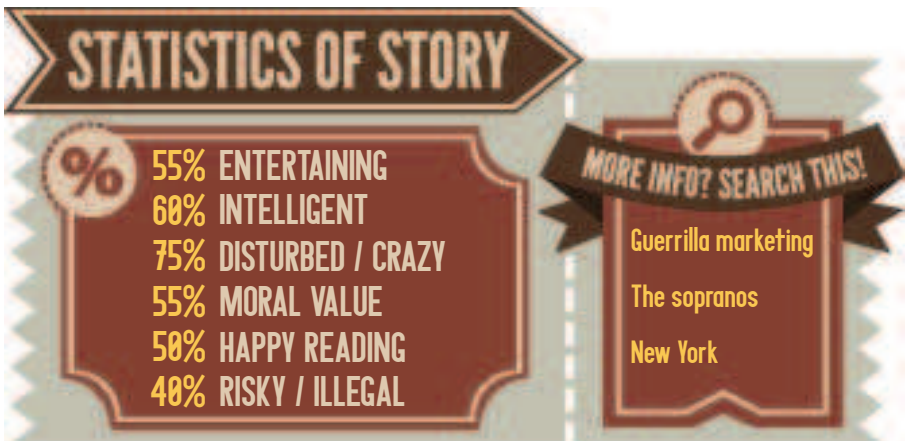 STATISTICS OF STORY
%
55% ENTERTAINING
60% INTELLIGENT
75% DISTURBED / CRAZY
55% MORAL VALUE
50% HAPPY READING
40% RISKY / ILLEGAL
MORE INFO? SEARCH THIS!
Guerrilla marketing
The sopranos
New York